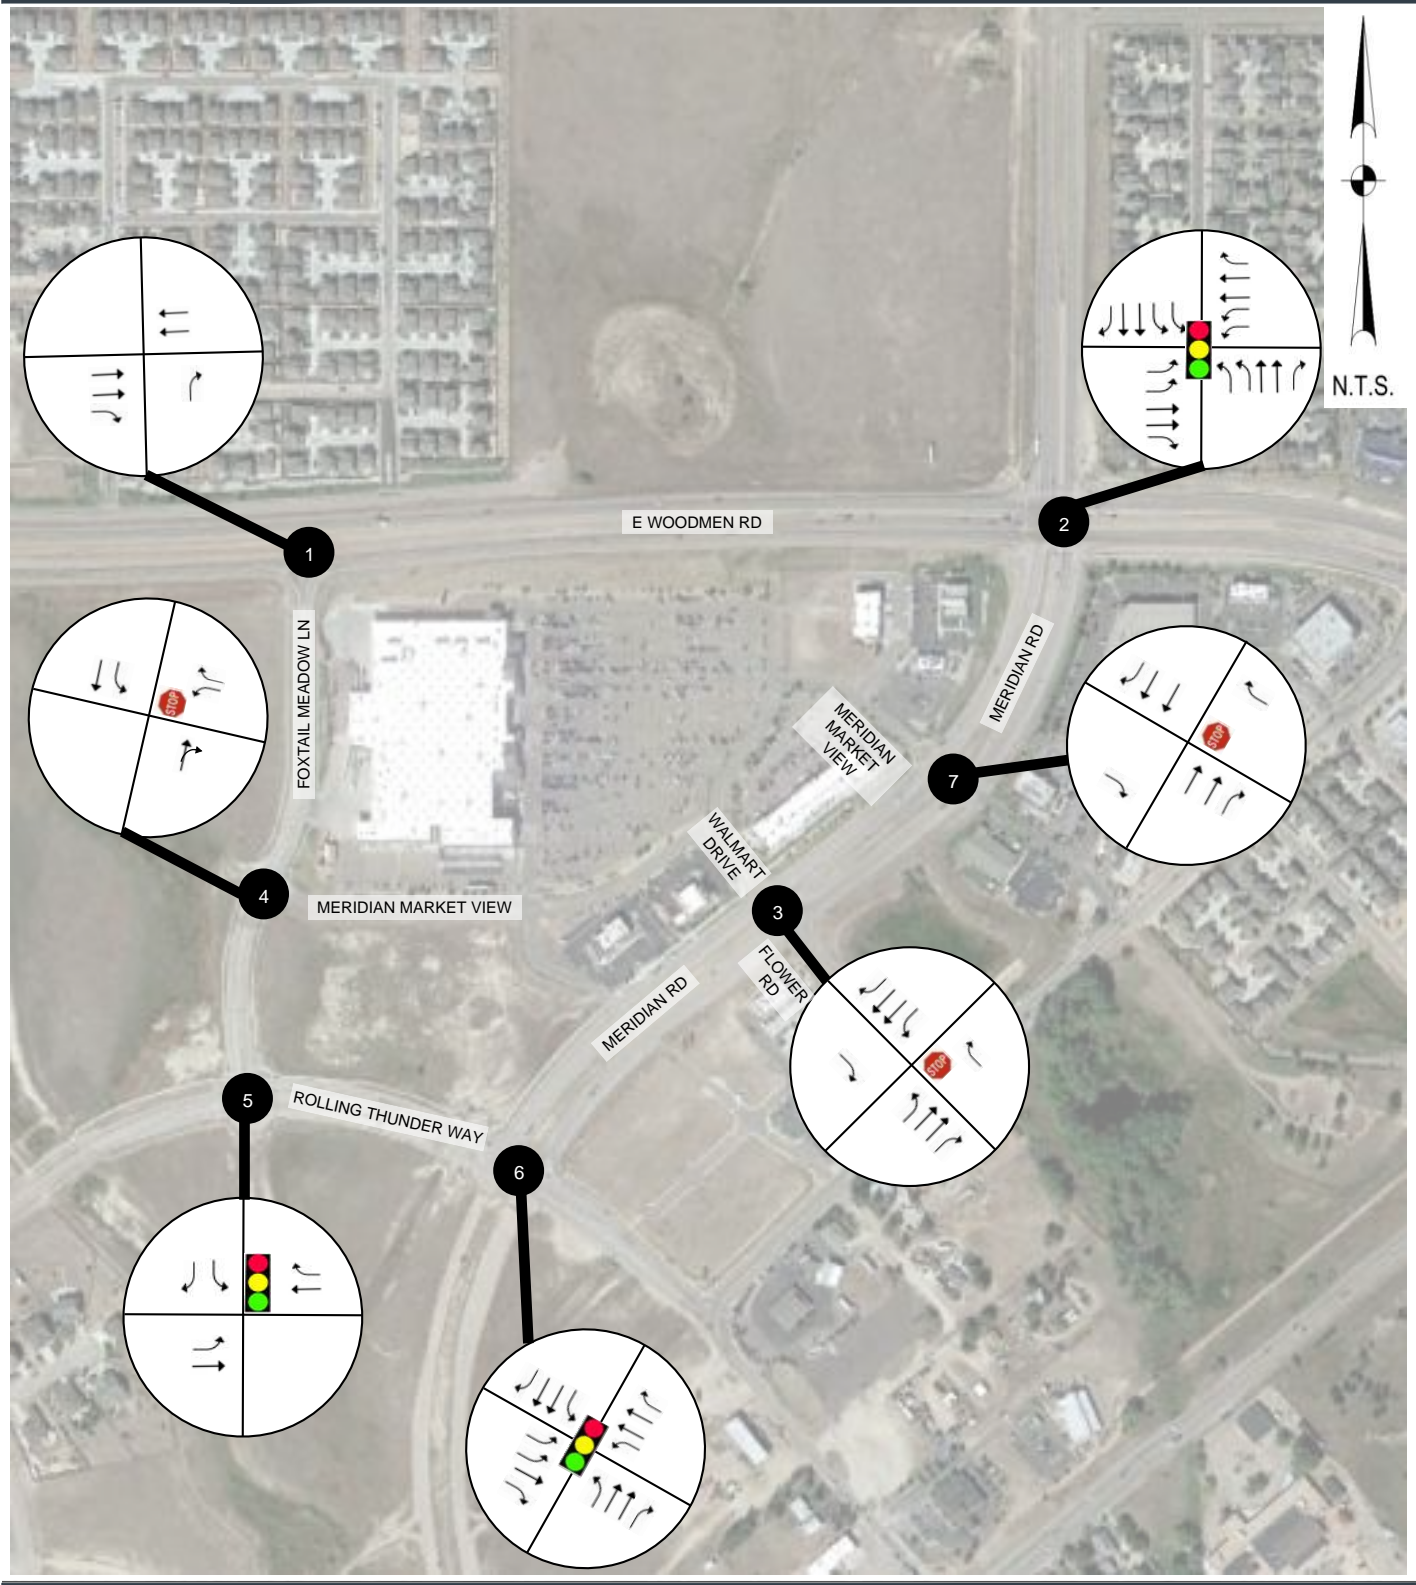 N.T.S.
E WOODMEN RD
1
2
FOXTAIL MEADOW LN
MERIDIAN RD
MERIDIAN
MARKET
VIEW
7
STOP
STOP
WALMART
DRIVE
4
MERIDIAN MARKET VIEW
3
FLOWER
RD
MERIDIAN RD
STOP
5
ROLLING THUNDER WAY
6